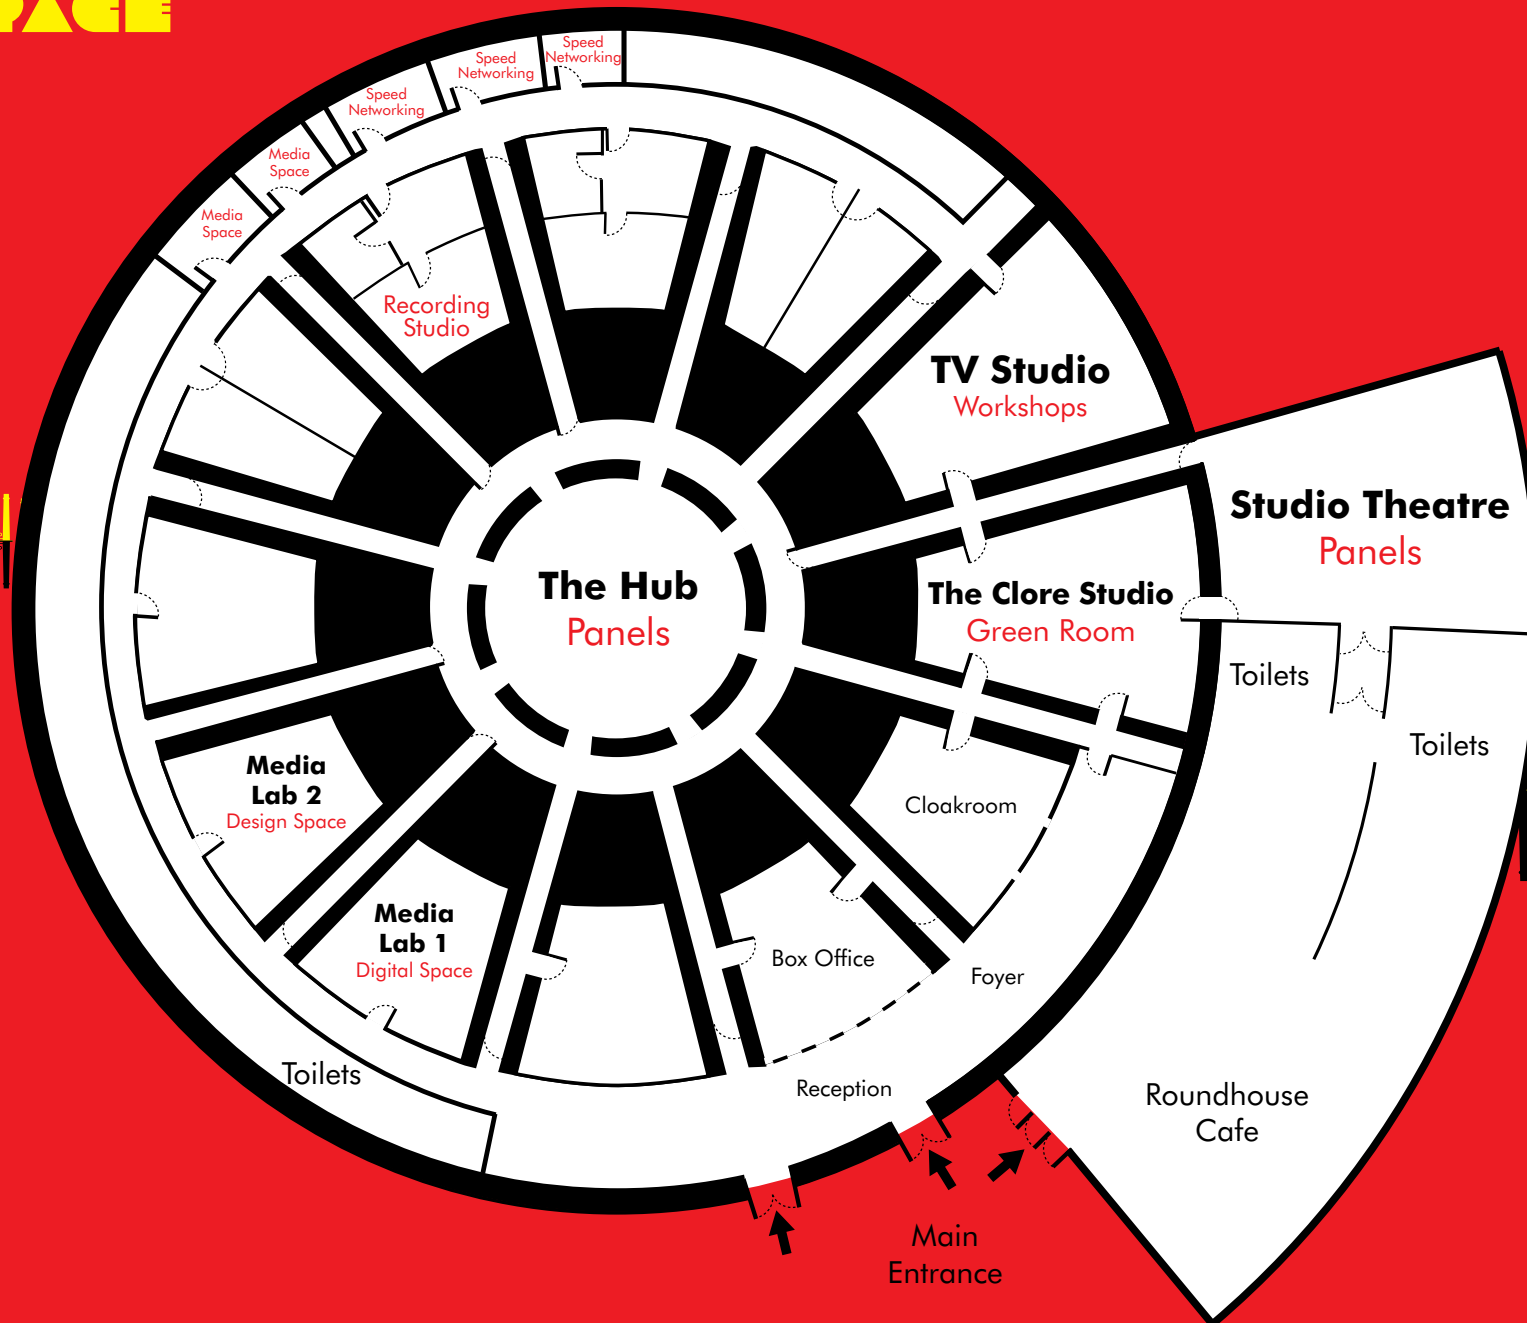 PACE
Speed
Networking
Speed
Networking
Speed
Networking
Media
Space
Media
Space
Recording
Studio
TV Studio
Workshops
Studio Theatre
Panels
The Hub
Panels
The Clore Studio
Green Room
Toilets
Toilets
Media
Lab 2
Design Space
Cloakroom
Media
Lab 1
Digital Space
Box Office
Foyer
Toilets
Reception
Roundhouse
Cafe
Main
Entrance